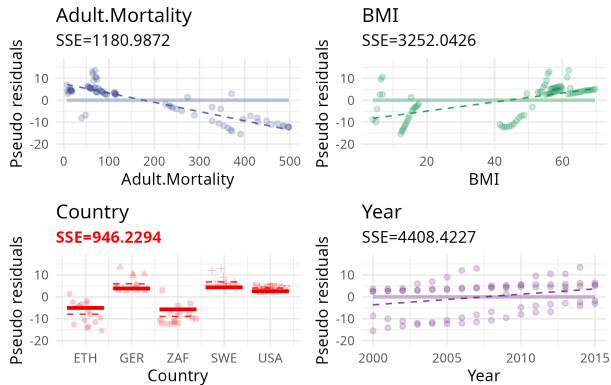 Adult.Mortality
SSE=1180.9872
Pseudo residuals
10
0
-10
-20
0 100 200 300 400 500
Adult.Mortality
BMI
SSE=3252.0426
Pseudo residuals
10
0
-10
-20
20 40 60
BMI
Country
SSE=946.2294
Pseudo residuals
10
0
-10
-20
ETH GER ZAF SWE USA
Country
Year
SSE=4408.4227
Pseudo residuals
10
0
-10
-20
2000 2005 2010 2015
Year